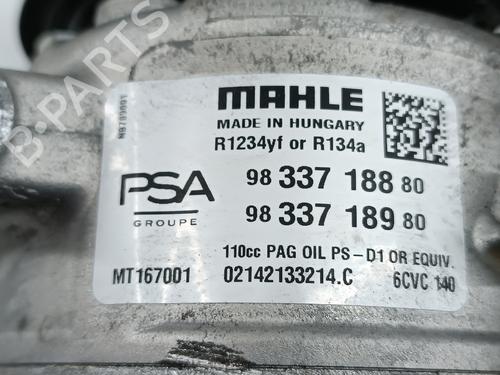 B-PARTS
NB789001
MAHLE
MADE IN HUNGARY
R1234yf or R134a
PSA
GROUPE
98 337 188 80
98 337 189 80
110cc PAG OIL PS-D1 OR EQUIV.
MT167001 02142133214.C 6CVC 140